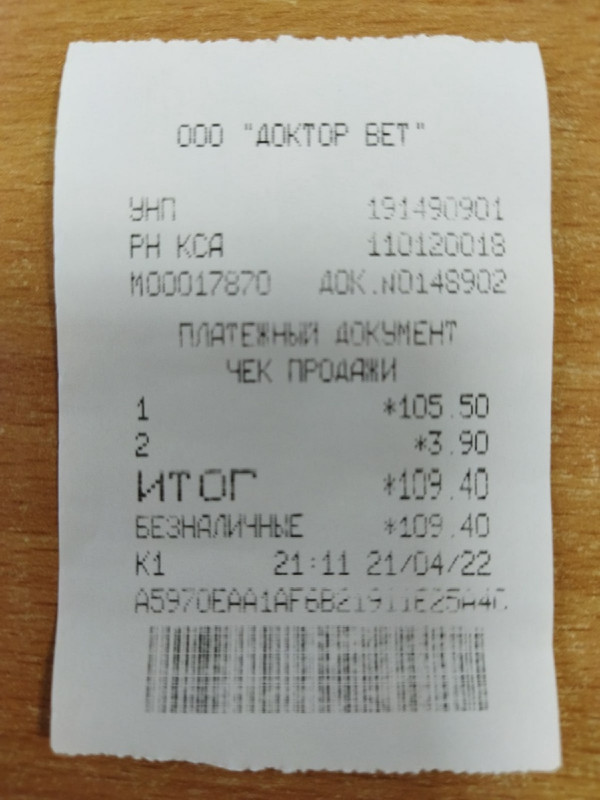 ООО "ДОКТОР ВЕТ"
УНП 191490901
РН КСА 110120018
М00017870 ДОК.N0148902
ПЛАТЕЖНЫЙ ДОКУМЕНТ
ЧЕК ПРОДАЖИ
1 *105.50
2 *3.90
ИТОГ *109.40
БЕЗНАЛИЧНЫЕ *109.40
К1 21:11 21/04/22